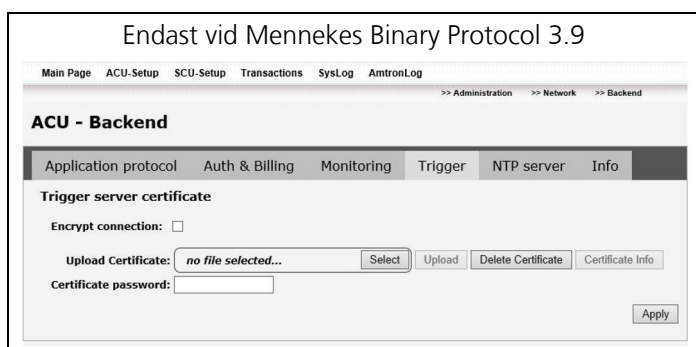 Endast vid Mennekes Binary Protocol 3.9
Main Page ACU-Setup SCU-Setup Transactions SysLog AmtronLog
>> Administration >> Network >> Backend
ACU - Backend
Application protocol Auth & Billing Monitoring Trigger NTP server Info
Trigger server certificate
Encrypt connection:
Upload Certificate: no file selected... Select Upload Delete Certificate Certificate Info
Certificate password:
Apply